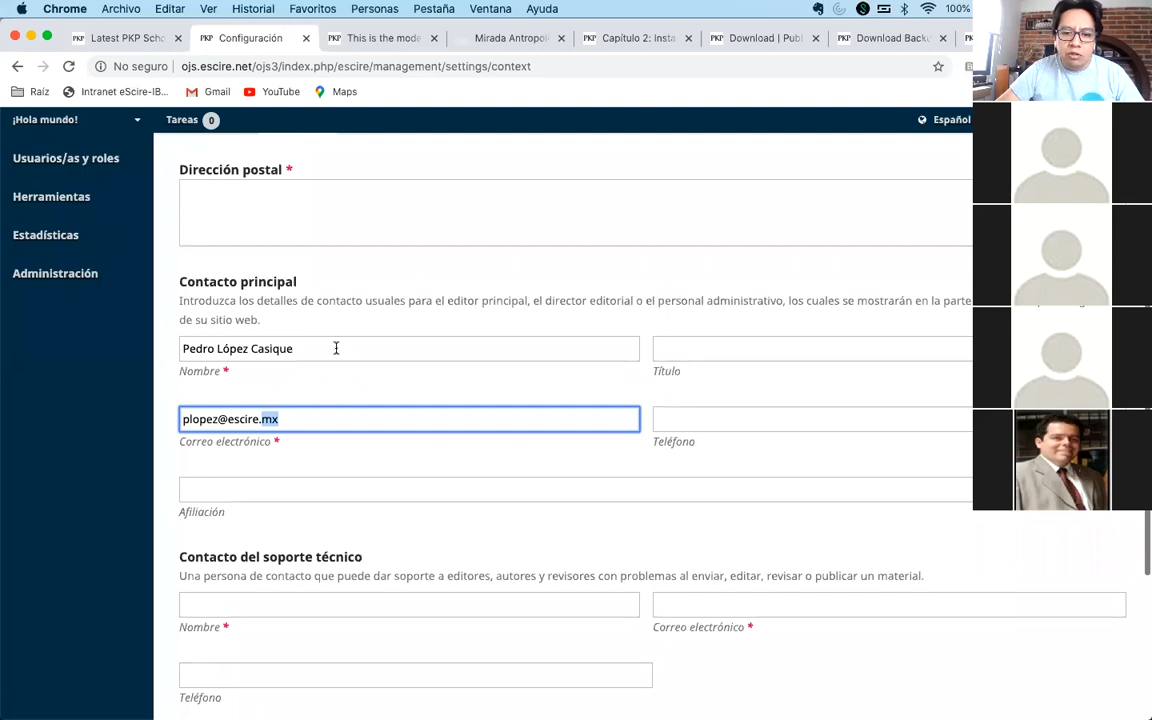 Chrome Archivo Editar Ver Historial Favoritos Personas Pestaña Ventana Ayuda 100%
Latest PKP Scho Configuración This is the mode Mirada Antropol Capítulo 2: Insta Download | Publ Download Backu
No seguro ojs.escire.net/ojs3/index.php/escire/management/settings/context
Raíz Intranet eScire-IB... Gmail YouTube Maps
¡Hola mundo! Tareas 0 Español
Usuarios/as y roles
Herramientas
Estadísticas
Administración
Dirección postal *
Contacto principal
Introduzca los detalles de contacto usuales para el editor principal, el director editorial o el personal administrativo, los cuales se mostrarán en la parte
de su sitio web.
Pedro López Casique
Nombre * Título
plopez@escire.mx
Correo electrónico * Teléfono
Afiliación
Contacto del soporte técnico
Una persona de contacto que puede dar soporte a editores, autores y revisores con problemas al enviar, editar, revisar o publicar un material.
Nombre * Correo electrónico *
Teléfono